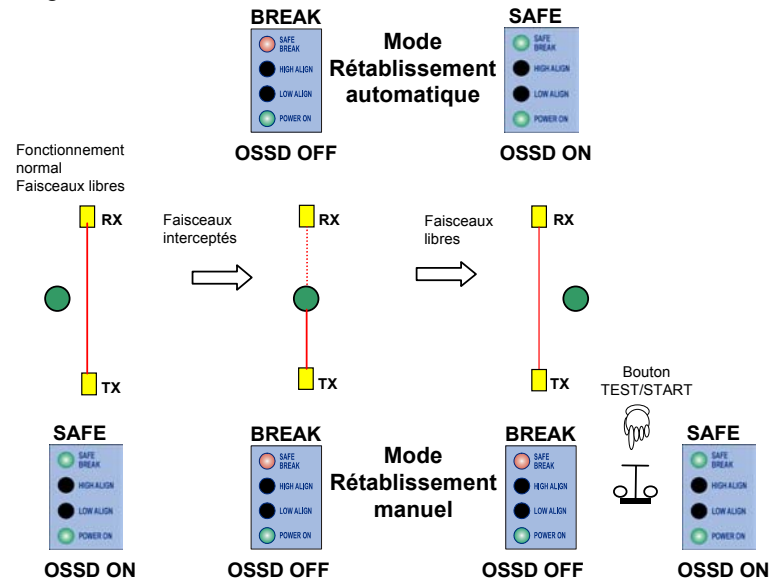 BREAK
SAFE
SAFE
BREAK
HIGH ALIGN
LOW ALIGN
POWER ON
Mode
Rétablissement
automatique
SAFE
BREAK
HIGH ALIGN
LOW ALIGN
POWER ON
OSSD OFF
OSSD ON
Fonctionnement
normal
Faisceaux libres
RX
Faisceaux
interceptés
RX
Faisceaux
libres
RX
TX
TX
TX
Bouton
TEST/START
SAFE
BREAK
BREAK
SAFE
SAFE
BREAK
HIGH ALIGN
LOW ALIGN
POWER ON
SAFE
BREAK
HIGH ALIGN
LOW ALIGN
POWER ON
Mode
Rétablissement
manuel
SAFE
BREAK
HIGH ALIGN
LOW ALIGN
POWER ON
SAFE
BREAK
HIGH ALIGN
LOW ALIGN
POWER ON
OSSD ON
OSSD OFF
OSSD OFF
OSSD ON